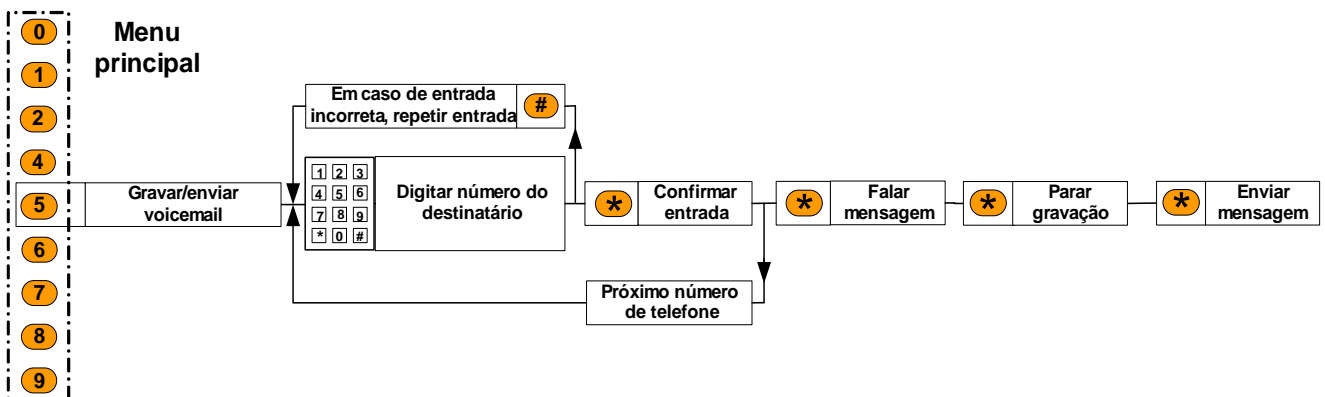 0
Menu
principal
1
2
4
5
Gravar/enviar
voicemail
Em caso de entrada
incorreta, repetir entrada
#
1 2 3
4 5 6
7 8 9
* 0 #
Digitar número do
destinatário
*
Confirmar
entrada
*
Falar
mensagem
*
Parar
gravação
*
Enviar
mensagem
Próximo número
de telefone
6
7
8
9